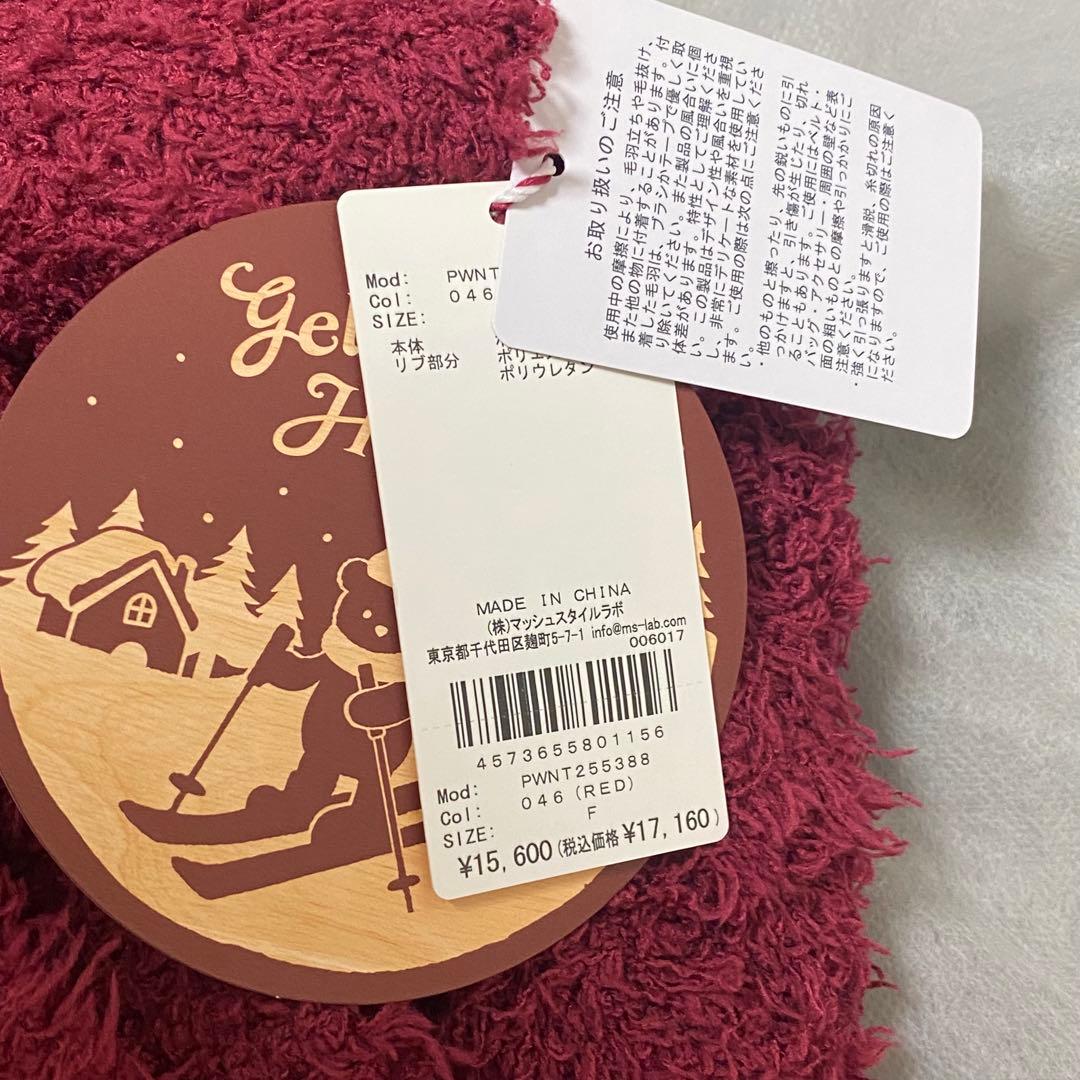 gel
H
Mod: PWNT
Col: 046
SIZE:
本体
リブ部分 ポリエ
ポリウレタン
MADE IN CHINA
(株)マッシュスタイルラボ
東京都千代田区麹町5-7-1 info@ms-lab.com
006017
4573655801156
Mod: PWNT255388
Col: 046(RED)
SIZE: F
¥15,600(税込価格¥17,160)
お取り扱いのご注意
使用中の摩擦により、毛羽立ちや毛抜け、
また他の物に付着することがあります。付
着した毛羽は、ブラシかテープで優しく取
り除いてください。また製品の風合いに個
体差があります。特性としてご理解くださ
い。この製品はデザイン性や風合いを重視
し、非常にデリケートな素材を使用してい
ます。ご使用の際は次の点にご注意くださ
い。
・他のものと擦ったり、先の鋭いものに引
っかけますと、引き傷が生じたり、切れ
ることもあります。ご使用にはベルト・
バッグ・アクセサリー・周囲の壁など表
面の粗いものとの摩擦や引っかかりにご
注意ください。
・強く引っ張りますと滑脱、糸切れの原因
になりますので、ご使用の際はご注意く
ださい。